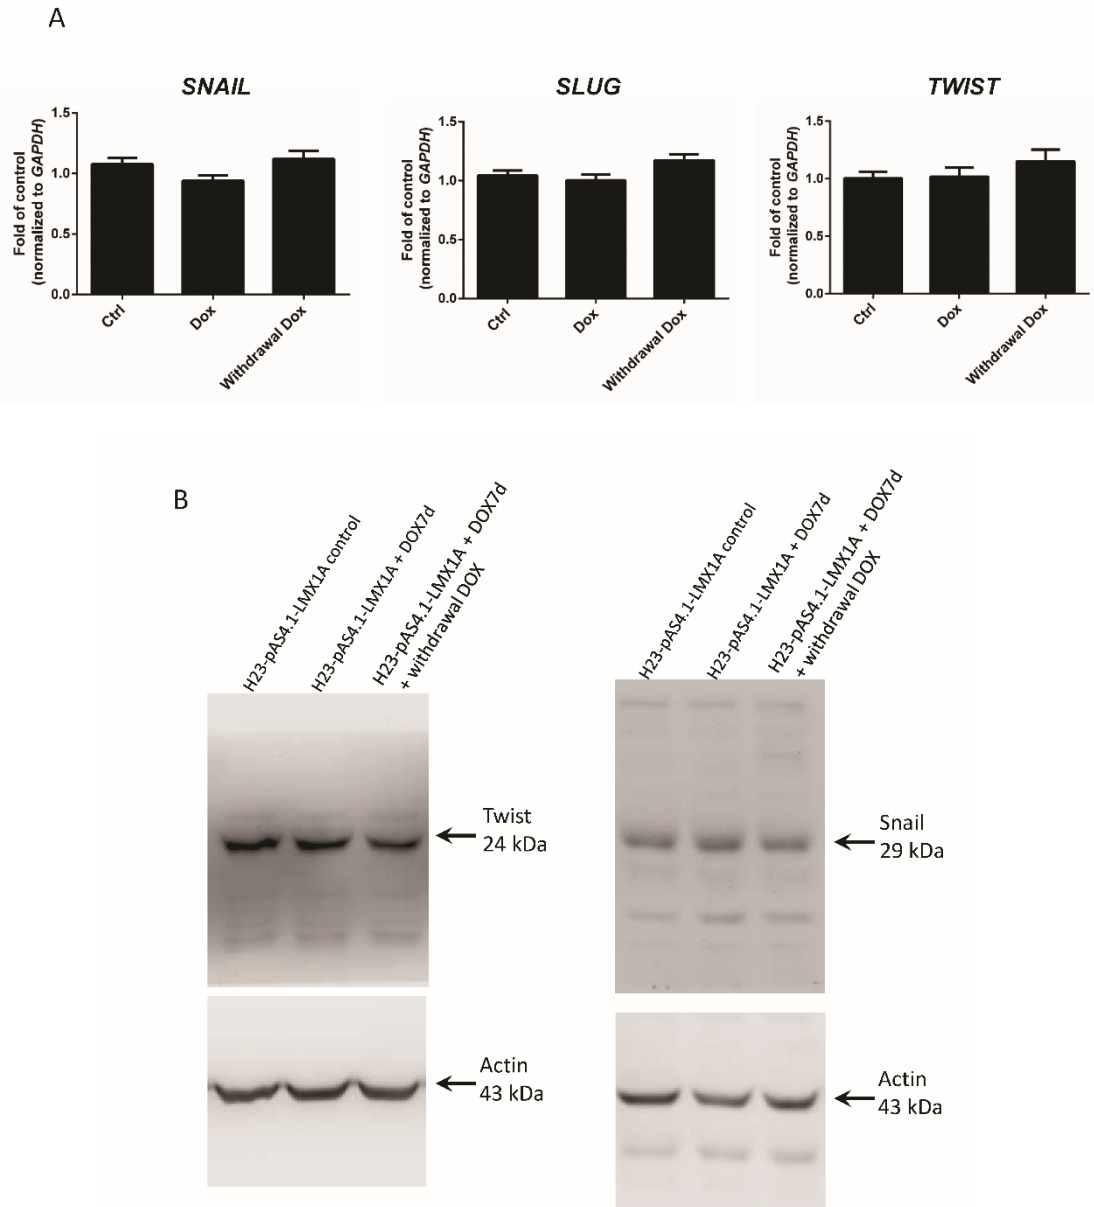 A
SNAIL
Fold of control
(normalized to GAPDH)
1.5
1.0
0.5
0.0
Ctrl
Dox
Withdrawal Dox
SLUG
Fold of control
(normalized to GAPDH)
1.5
1.0
0.5
0.0
Ctrl
Dox
Withdrawal Dox
TWIST
Fold of control
(normalized to GAPDH)
1.5
1.0
0.5
0.0
Ctrl
Dox
Withdrawal Dox
B
H23-pAS4.1-LMX1A control
H23-pAS4.1-LMX1A + DOX7d
H23-pAS4.1-LMX1A + DOX7d
+ withdrawal DOX
Twist
24 kDa
Actin
43 kDa
H23-pAS4.1-LMX1A control
H23-pAS4.1-LMX1A + DOX7d
H23-pAS4.1-LMX1A + DOX7d
+ withdrawal DOX
Snail
29 kDa
Actin
43 kDa